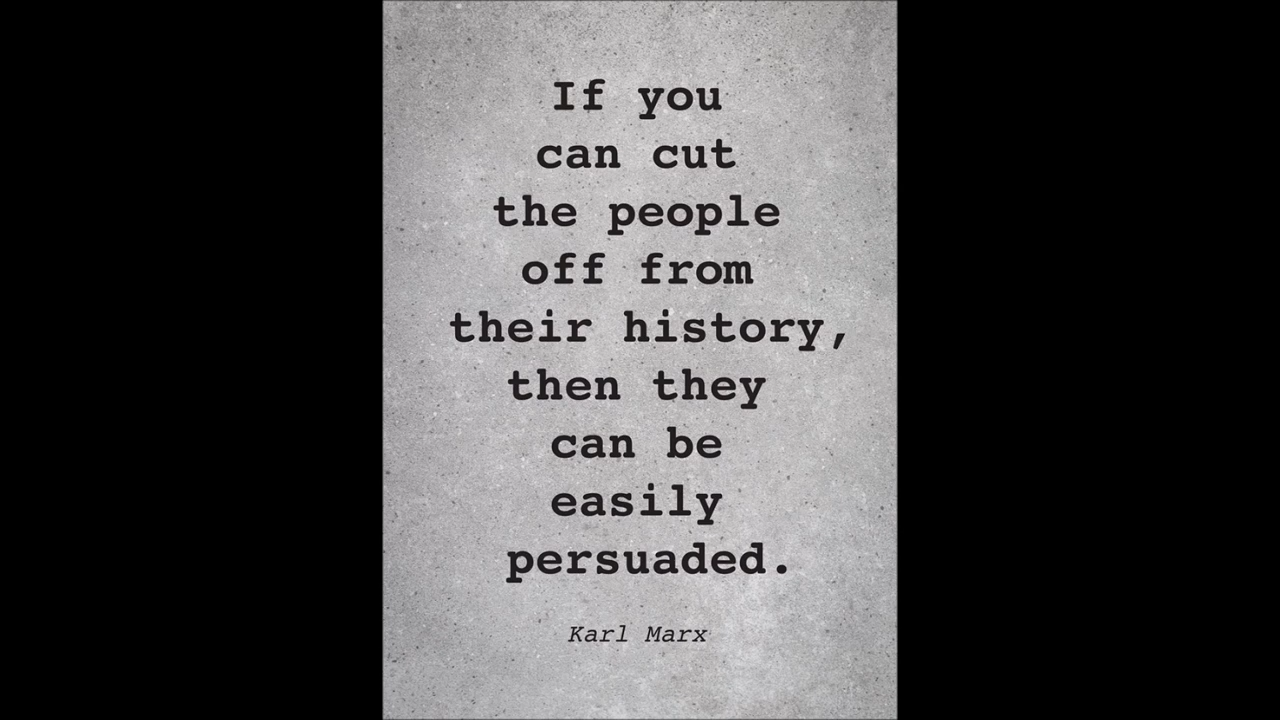 If you
can cut
the people
off from
their history,
then they
can be
easily
persuaded.
Karl Marx